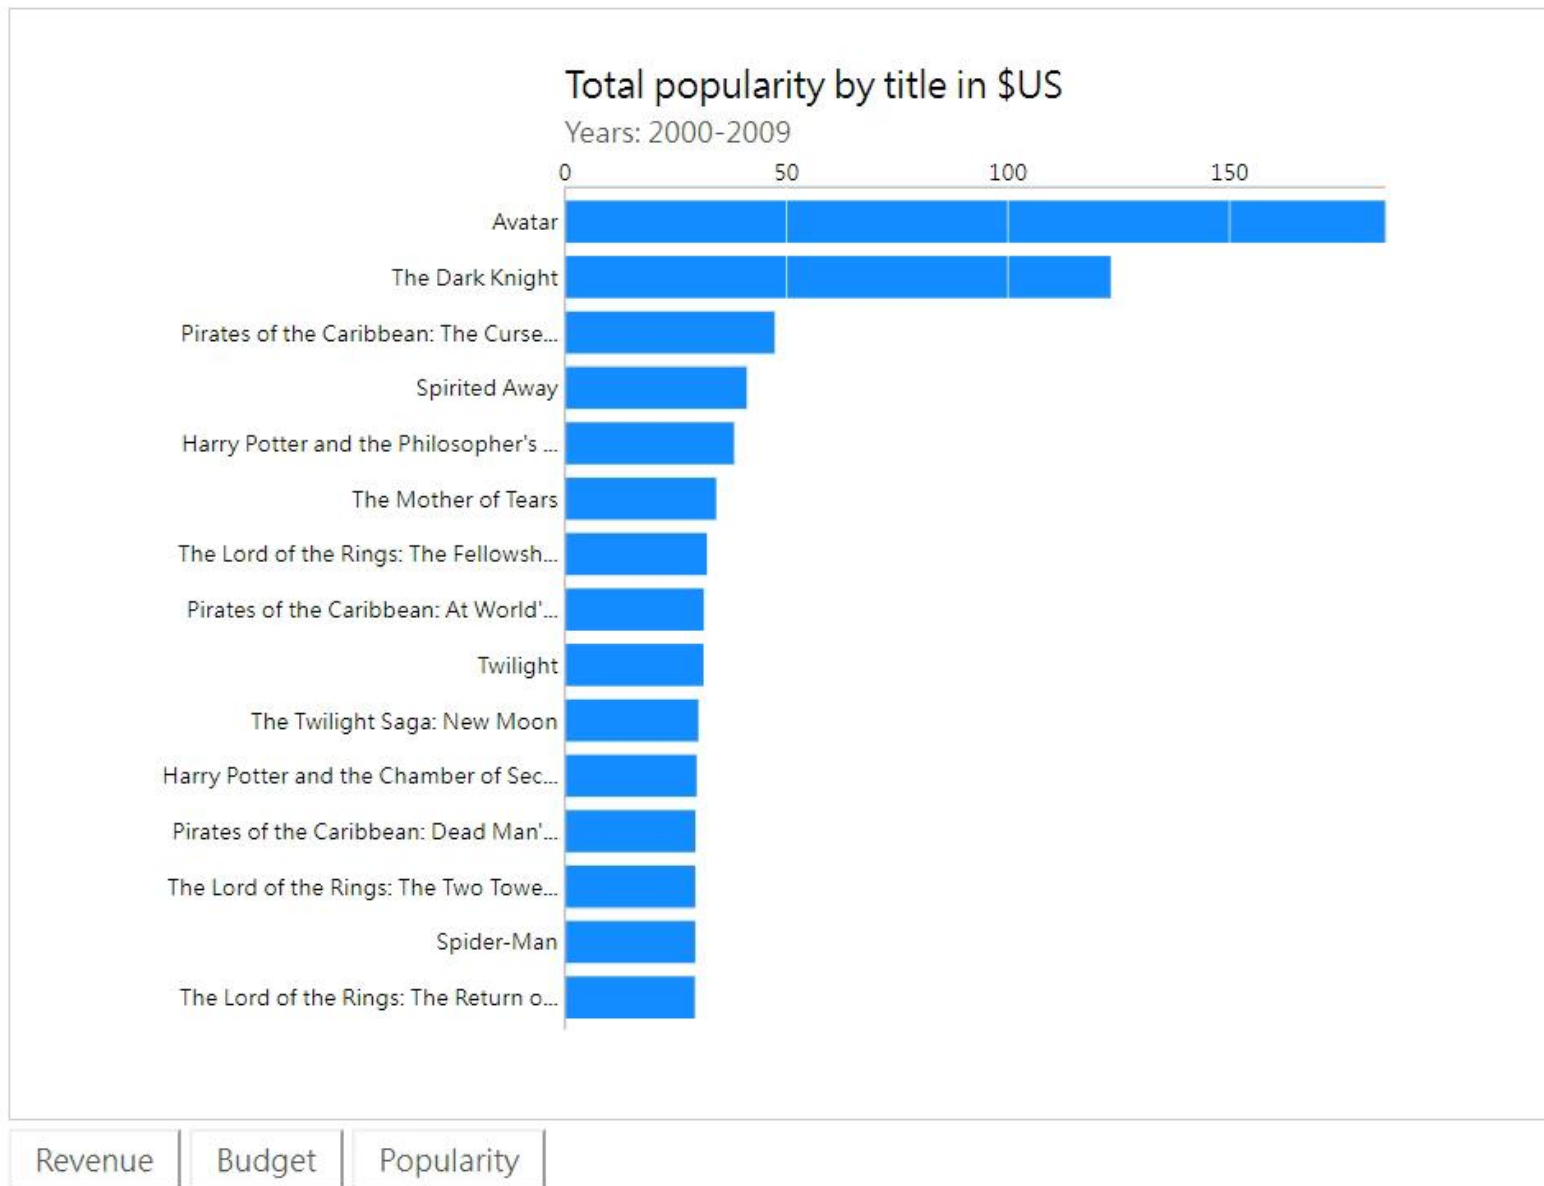 Total popularity by title in $US
Years: 2000-2009
0 50 100 150
Avatar
The Dark Knight
Pirates of the Caribbean: The Curse...
Spirited Away
Harry Potter and the Philosopher's ...
The Mother of Tears
The Lord of the Rings: The Fellowsh...
Pirates of the Caribbean: At World'...
Twilight
The Twilight Saga: New Moon
Harry Potter and the Chamber of Sec...
Pirates of the Caribbean: Dead Man'...
The Lord of the Rings: The Two Towe...
Spider-Man
The Lord of the Rings: The Return o...
Revenue Budget Popularity